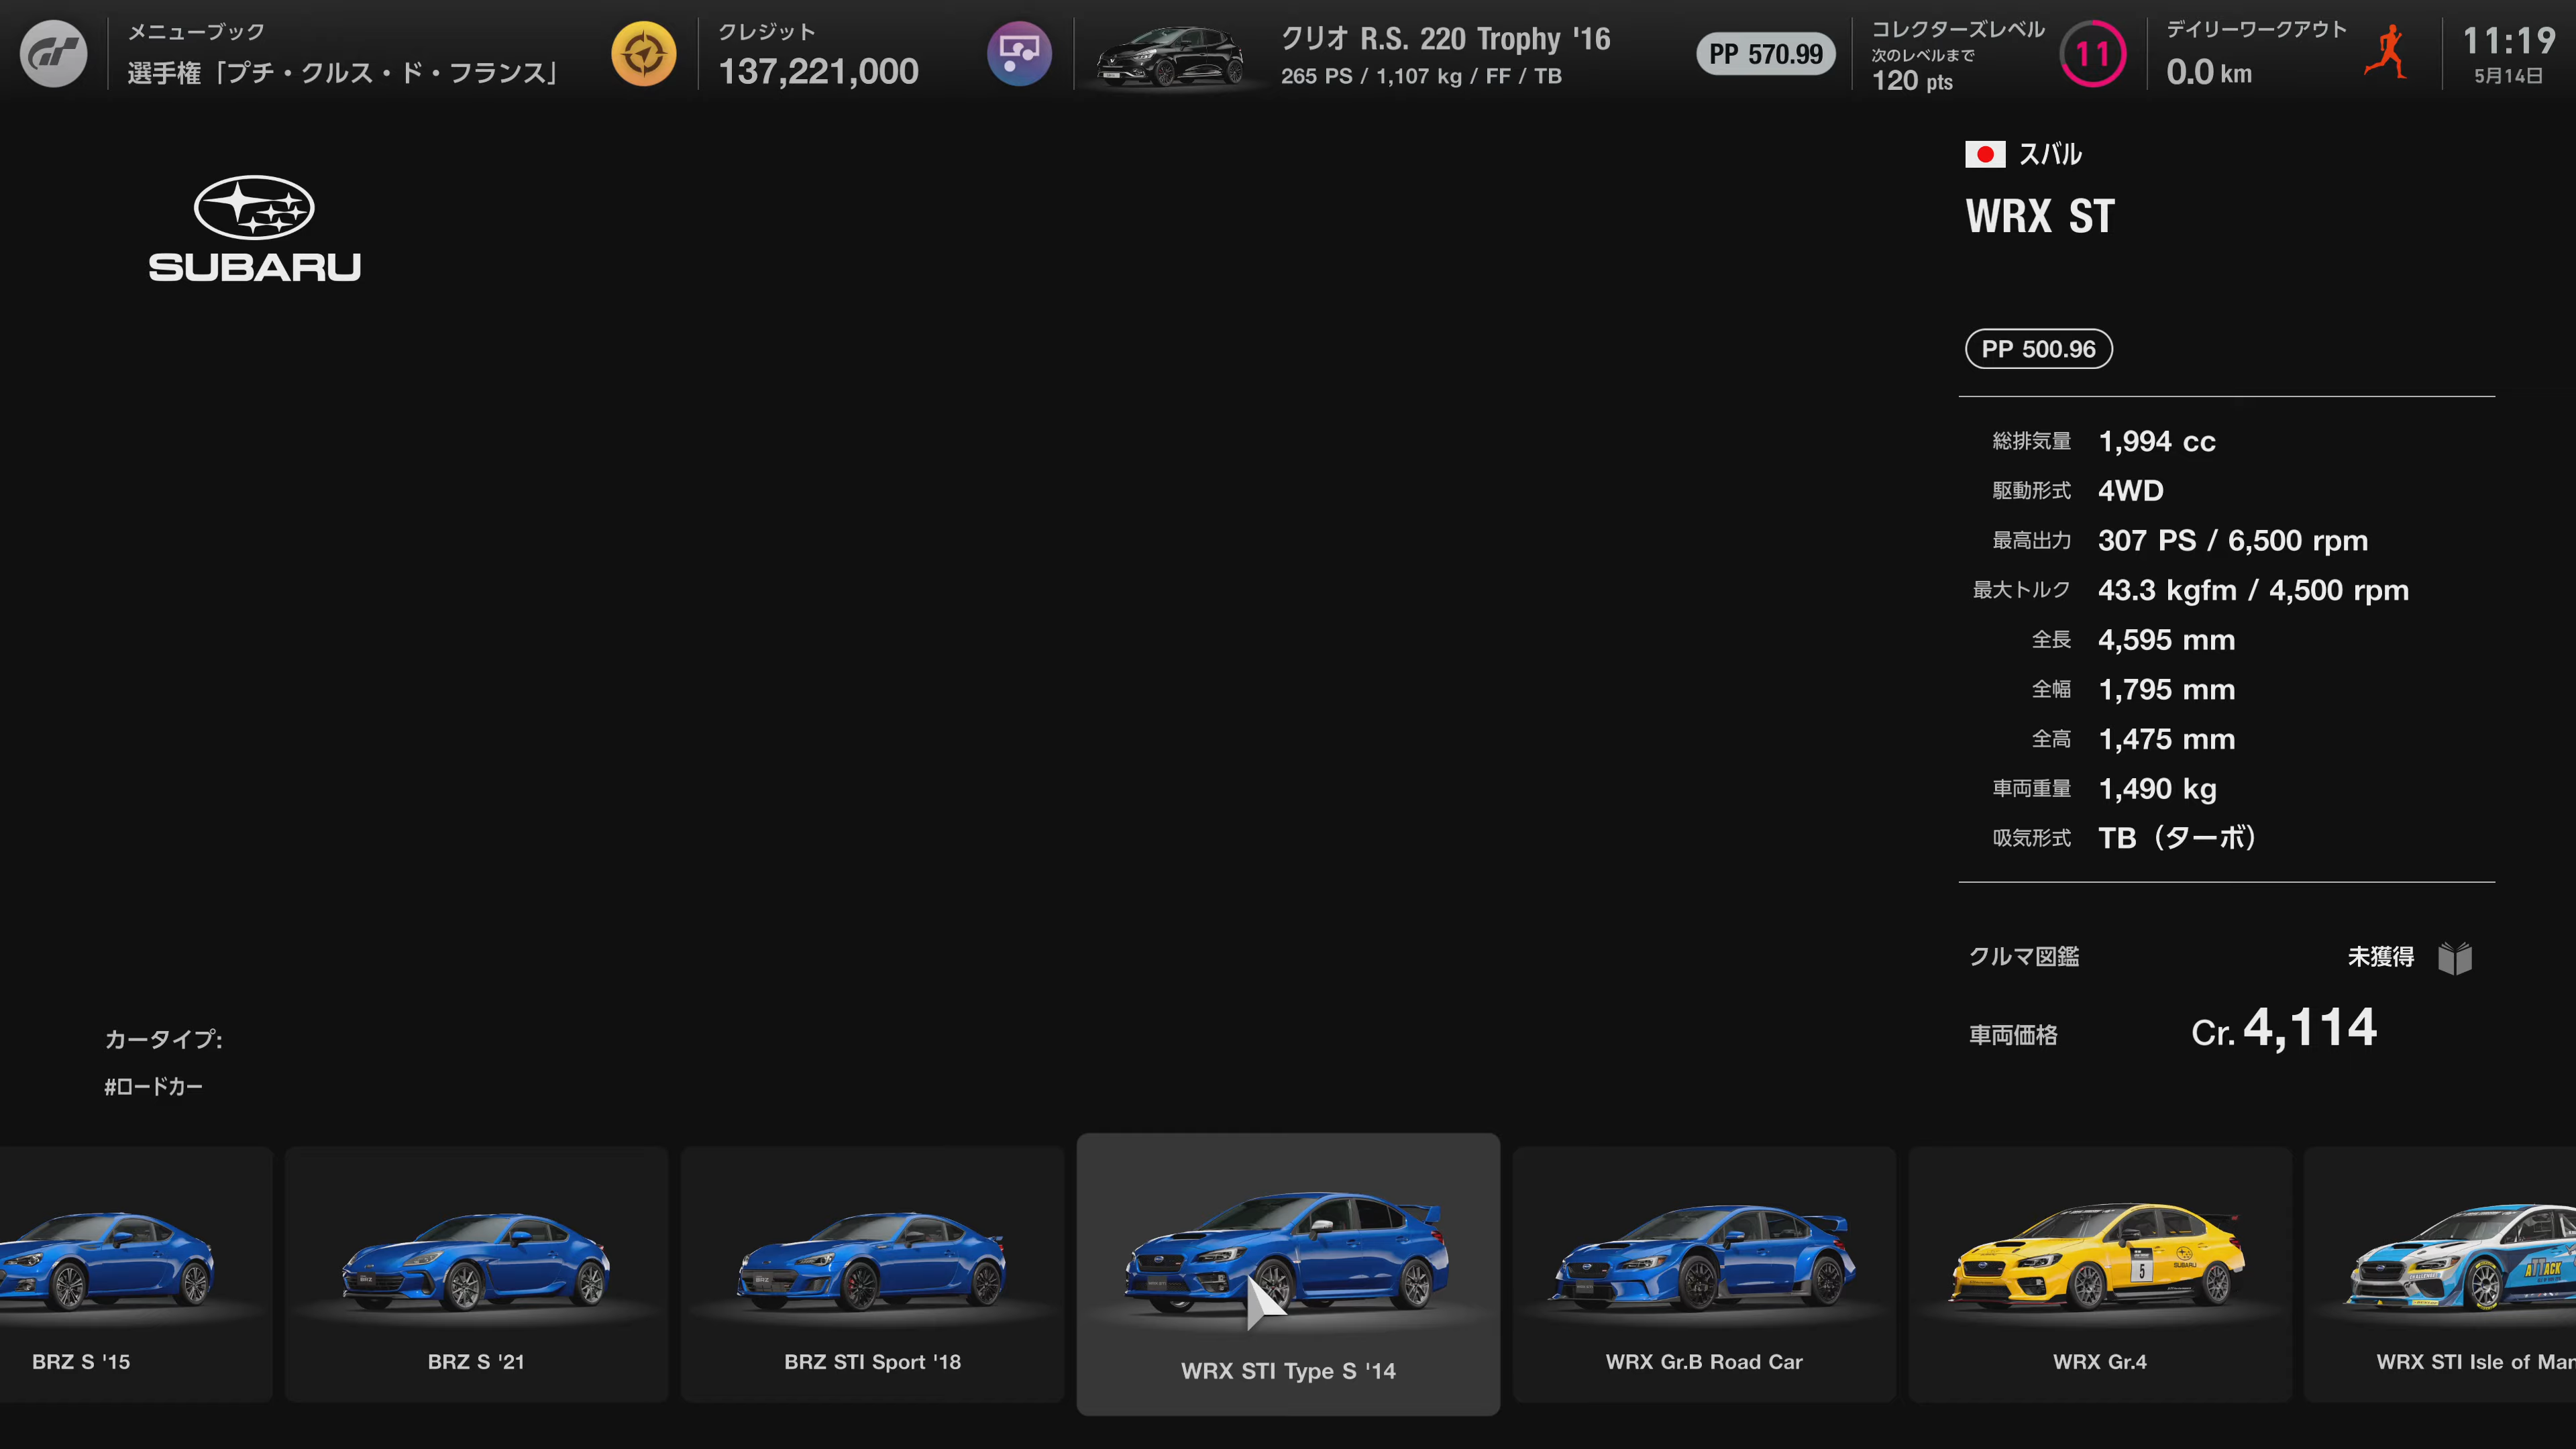 メニューブック
選手権「プチ・クルス・ド・フランス」
クレジット
137,221,000
クリオ R.S. 220 Trophy '16
265 PS / 1,107 kg / FF / TB
PP 570.99
コレクターズレベル
次のレベルまで
120 pts
11
デイリーワークアウト
0.0 km
11:19
5月14日
SUBARU
スバル
WRX ST
PP 500.96
総排気量 1,994 cc
駆動形式 4WD
最高出力 307 PS / 6,500 rpm
最大トルク 43.3 kgfm / 4,500 rpm
全長 4,595 mm
全幅 1,795 mm
全高 1,475 mm
車両重量 1,490 kg
吸気形式 TB（ターボ）
クルマ図鑑 未獲得
車両価格 Cr. 4,114
カータイプ:
#ロードカー
BRZ S '15
BRZ S '21
BRZ STI Sport '18
WRX STI Type S '14
WRX Gr.B Road Car
WRX Gr.4
WRX STI Isle of Man